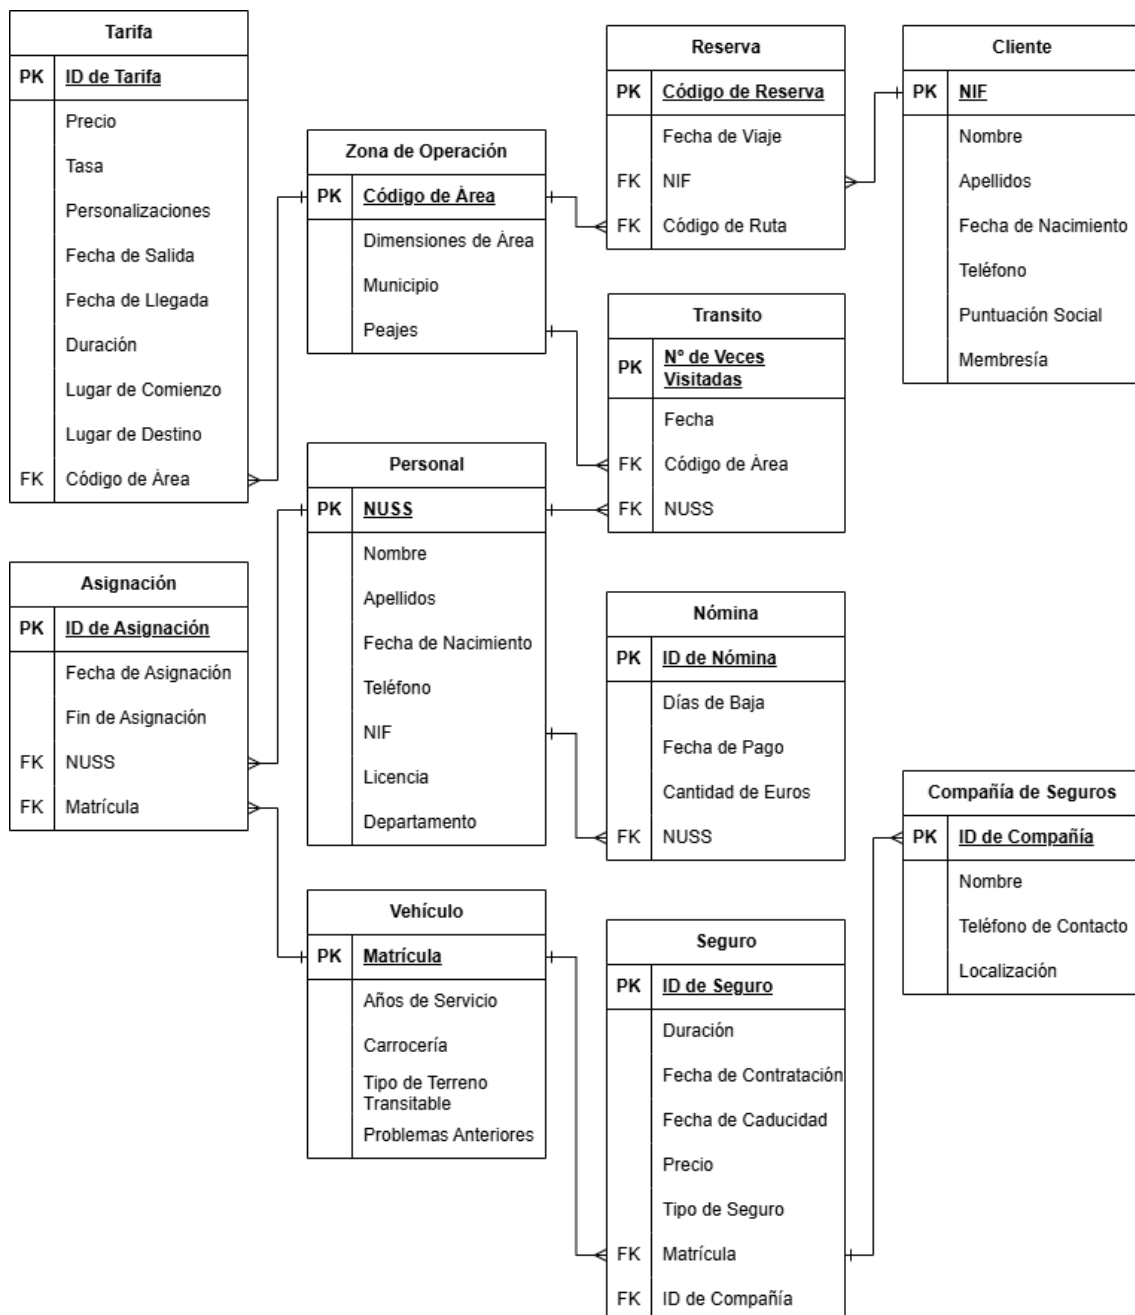 Tarifa
PK ID de Tarifa
Precio
Tasa
Personalizaciones
Fecha de Salida
Fecha de Llegada
Duración
Lugar de Comienzo
Lugar de Destino
FK Código de Área
Zona de Operación
PK Código de Área
Dimensiones de Área
Municipio
Peajes
Reserva
PK Código de Reserva
Fecha de Viaje
FK NIF
FK Código de Ruta
Cliente
PK NIF
Nombre
Apellidos
Fecha de Nacimiento
Teléfono
Puntuación Social
Membresía
Transito
PK Nº de Veces
Visitadas
Fecha
FK Código de Área
FK NUSS
Personal
PK NUSS
Nombre
Apellidos
Fecha de Nacimiento
Teléfono
NIF
Licencia
Departamento
Asignación
PK ID de Asignación
Fecha de Asignación
Fin de Asignación
FK NUSS
FK Matrícula
Nómina
PK ID de Nómina
Días de Baja
Fecha de Pago
Cantidad de Euros
FK NUSS
Compañía de Seguros
PK ID de Compañía
Nombre
Teléfono de Contacto
Localización
Vehículo
PK Matrícula
Años de Servicio
Carrocería
Tipo de Terreno
Transitable
Problemas Anteriores
Seguro
PK ID de Seguro
Duración
Fecha de Contratación
Fecha de Caducidad
Precio
Tipo de Seguro
FK Matrícula
FK ID de Compañía